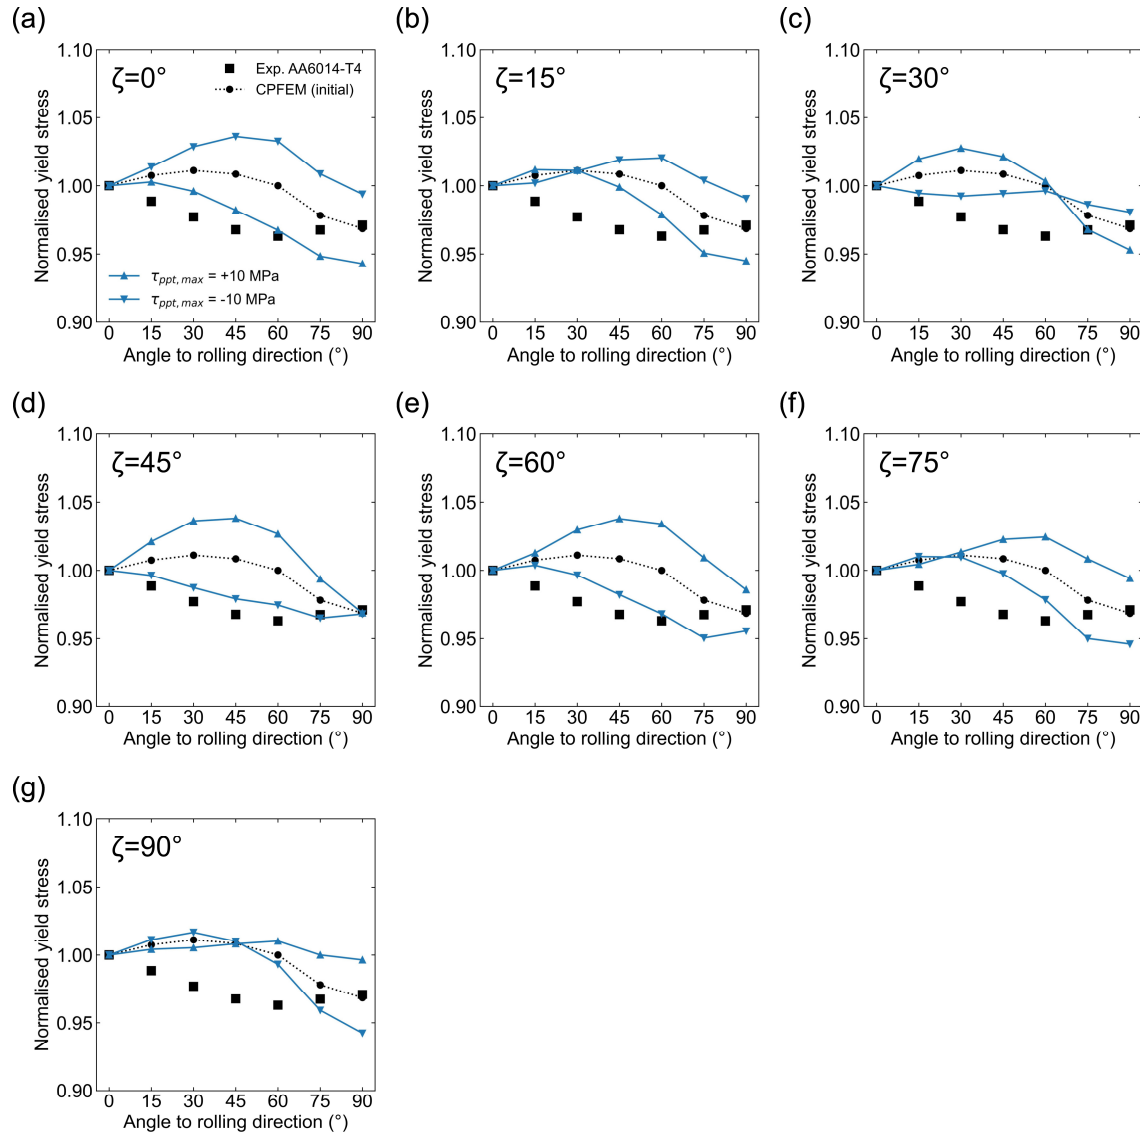 (a)
1.10
1.05
1.00
0.95
0.90
Normalised yield stress
ζ=0°
Exp. AA6014-T4
CPFEM (initial)
τppt, max = +10 MPa
τppt, max = -10 MPa
0 15 30 45 60 75 90
Angle to rolling direction (°)
(b)
1.10
1.05
1.00
0.95
0.90
Normalised yield stress
ζ=15°
0 15 30 45 60 75 90
Angle to rolling direction (°)
(c)
1.10
1.05
1.00
0.95
0.90
Normalised yield stress
ζ=30°
0 15 30 45 60 75 90
Angle to rolling direction (°)
(d)
1.10
1.05
1.00
0.95
0.90
Normalised yield stress
ζ=45°
0 15 30 45 60 75 90
Angle to rolling direction (°)
(e)
1.10
1.05
1.00
0.95
0.90
Normalised yield stress
ζ=60°
0 15 30 45 60 75 90
Angle to rolling direction (°)
(f)
1.10
1.05
1.00
0.95
0.90
Normalised yield stress
ζ=75°
0 15 30 45 60 75 90
Angle to rolling direction (°)
(g)
1.10
1.05
1.00
0.95
0.90
Normalised yield stress
ζ=90°
0 15 30 45 60 75 90
Angle to rolling direction (°)